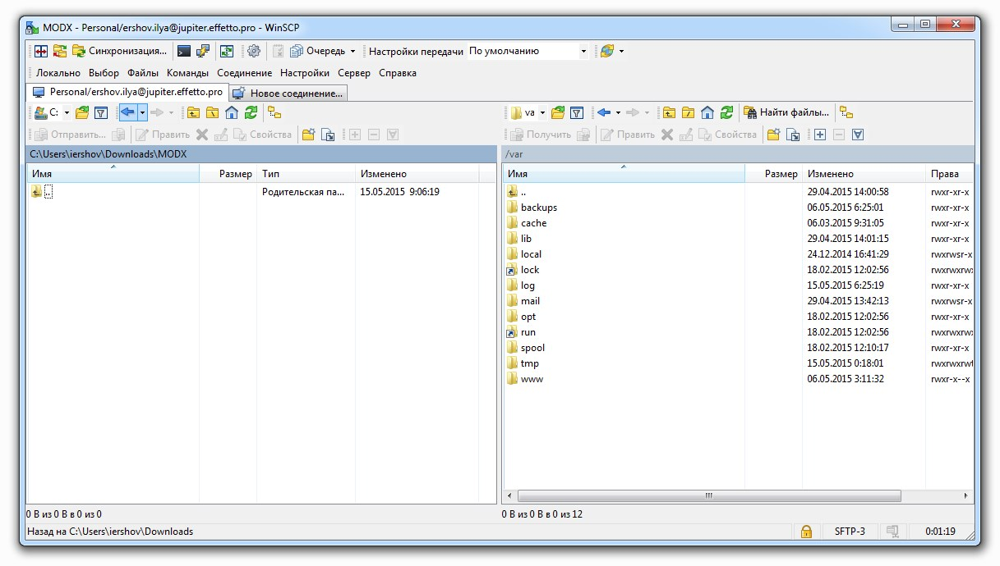 MODX - Personal/ershov.ilya@jupiter.effetto.pro - WinSCP
Синхронизация... Очередь Настройки передачи По умолчанию
Локально Выбор Файлы Команды Соединение Настройки Сервер Справка
Personal/ershov.ilya@jupiter.effetto.pro Новое соединение...
C: va Найти файлы...
Отправить... Править Свойства Получить Править Свойства
C:\Users\iershov\Downloads\MODX /var
Имя Размер Тип Изменено Имя Размер Изменено Права
.. Родительская па... 15.05.2015 9:06:19 .. 29.04.2015 14:00:58 rwxr-xr-x
backups 06.05.2015 6:25:01 rwxr-xr-x
cache 06.03.2015 9:31:05 rwxr-xr-x
lib 29.04.2015 14:01:15 rwxr-xr-x
local 24.12.2014 16:41:29 rwxrwsr-x
lock 18.02.2015 12:02:56 rwxrwxrwx
log 15.05.2015 6:25:19 rwxr-xr-x
mail 29.04.2015 13:42:13 rwxrwsr-x
opt 18.02.2015 12:02:56 rwxr-xr-x
run 18.02.2015 12:02:56 rwxrwxrwx
spool 18.02.2015 12:10:17 rwxr-xr-x
tmp 15.05.2015 0:18:01 rwxrwxrwt
www 06.05.2015 3:11:32 rwxr-x--x
0 B из 0 B в 0 из 0 0 B из 0 B в 0 из 12
Назад на C:\Users\iershov\Downloads SFTP-3 0:01:19